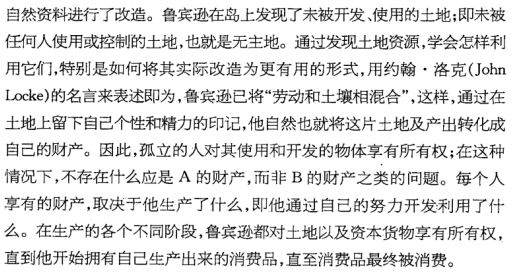 自然资料进行了改造。鲁宾逊在岛上发现了未被开发、使用的土地;即未被
任何人使用或控制的土地,也就是无主地。通过发现土地资源,学会怎样利
用它们,特别是如何将其实际改造为更有用的形式,用约翰·洛克(John
Locke)的名言来表述即为,鲁宾逊已将“劳动和土壤相混合”,这样,通过在
土地上留下自己个性和精力的印记,他自然也就将这片土地及产出转化成
自己的财产。因此,孤立的人对其使用和开发的物体享有所有权;在这种
情况下,不存在什么应是 A 的财产,而非 B 的财产之类的问题。每个人
享有的财产,取决于他生产了什么,即他通过自己的努力开发利用了什
么。在生产的各个不同阶段,鲁宾逊都对土地以及资本货物享有所有权,
直到他开始拥有自己生产出来的消费品,直至消费品最终被消费。